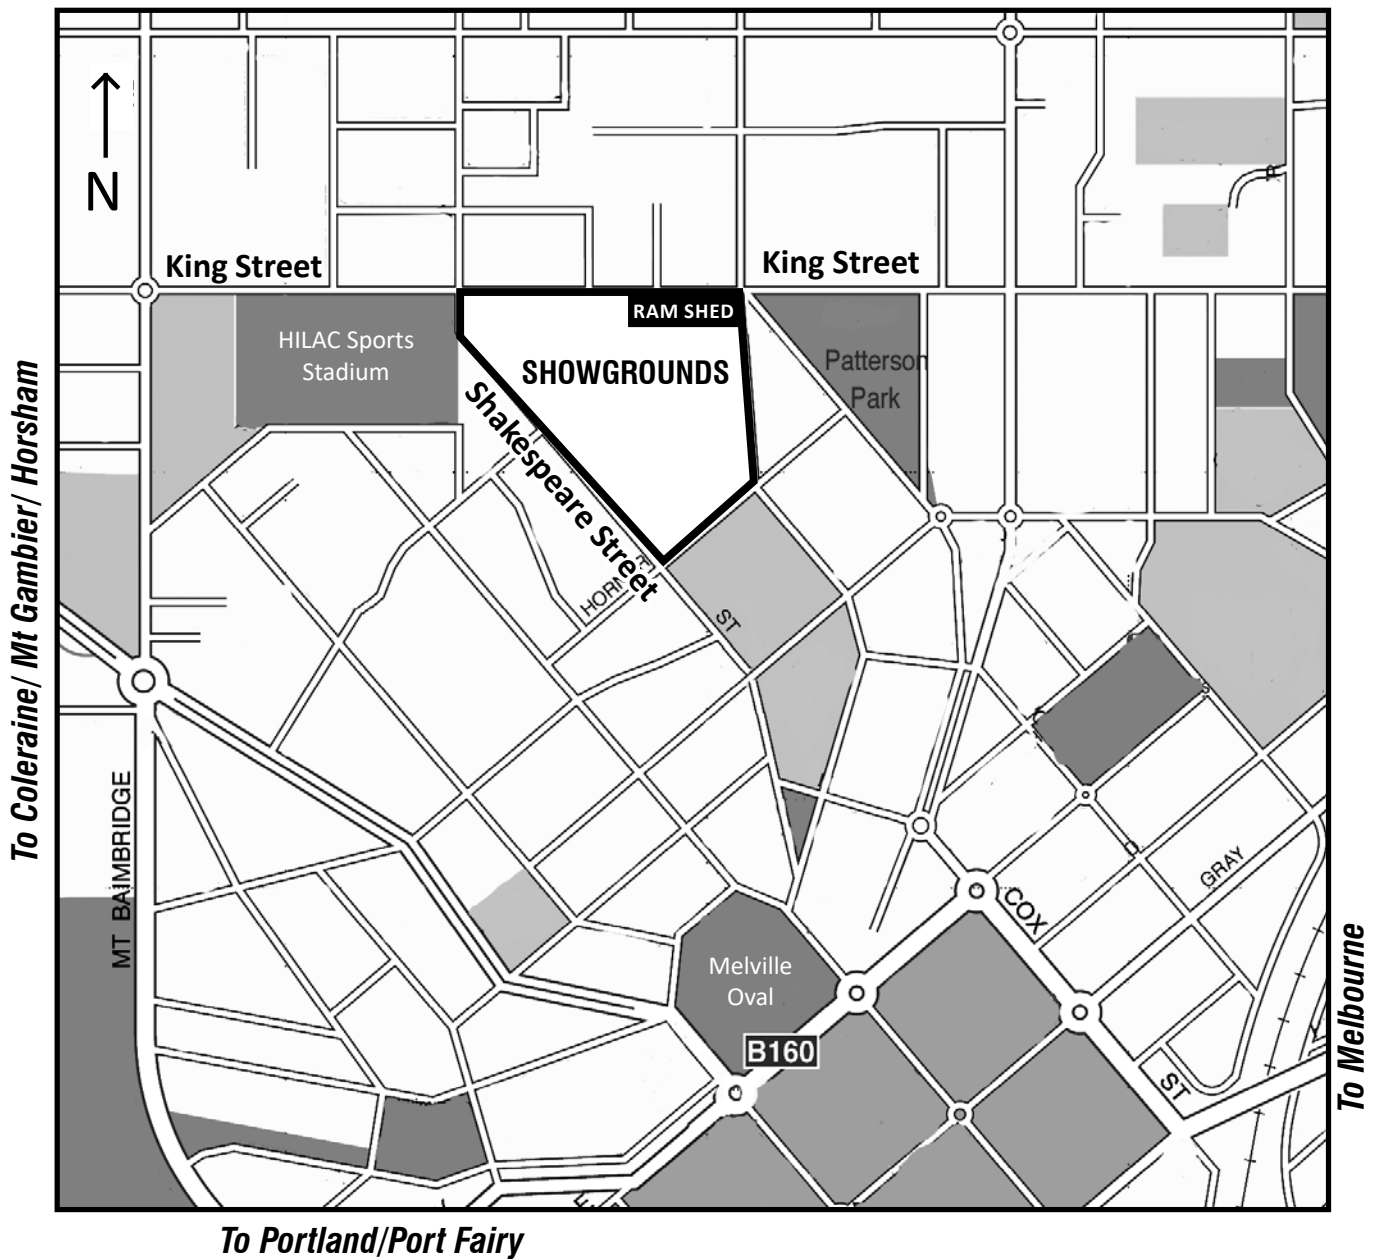 N
King Street
King Street
RAM SHED
HILAC Sports
Stadium
SHOWGROUNDS
Patterson
Park
Shakespeare Street
HORN
ST
To Coleraine/ Mt Gambier/ Horsham
MT BAIMBRIDGE
GRAY
COX
Melville
Oval
B160
ST
To Melbourne
To Portland/Port Fairy